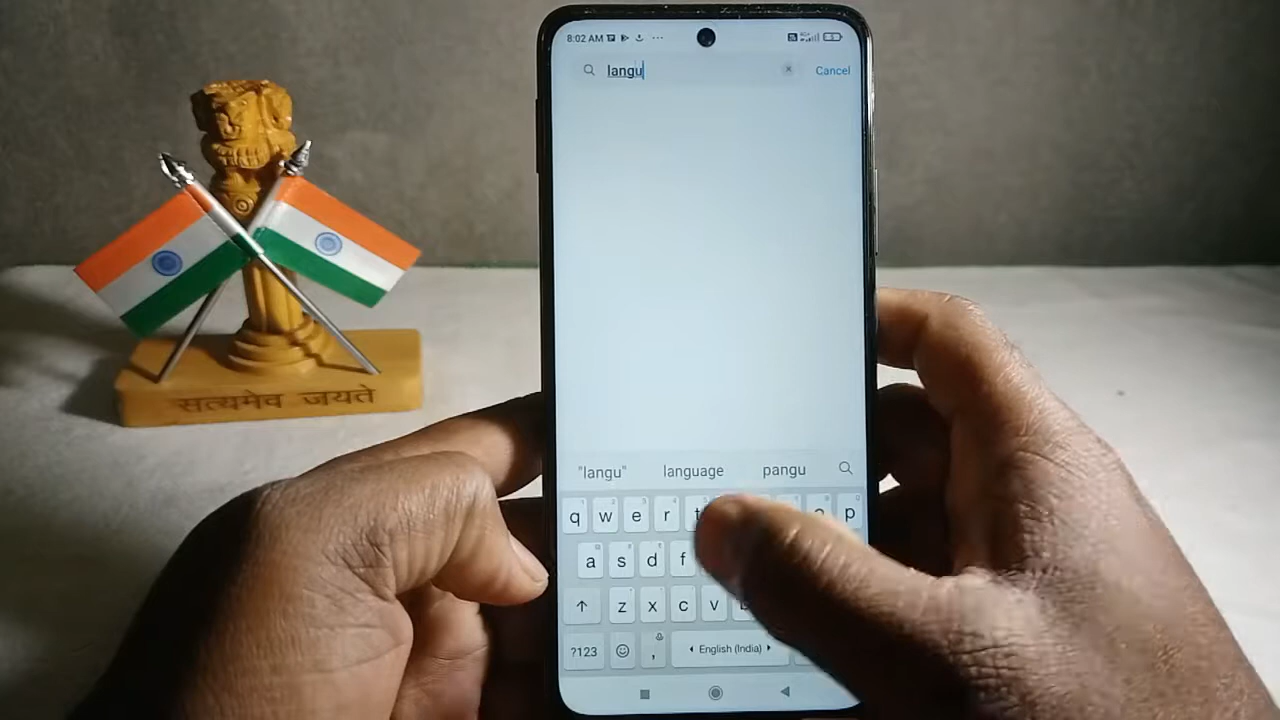 8:02 AM
langu
Cancel
"langu" language pangu
q w e r t p
a s d f
z x c v
?123 , English (India)
सत्यमेव जयते